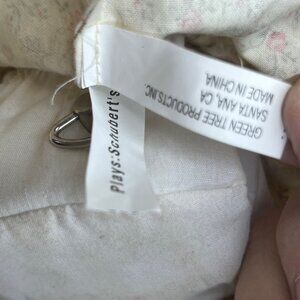 GREEN TREE PRODUCTS,INC.
SANTA ANA, CA
MADE IN CHINA
Plays:Schubert's